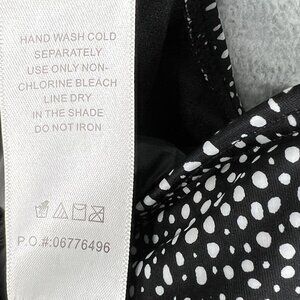 HAND WASH COLD
SEPARATELY
USE ONLY NON-
CHLORINE BLEACH
LINE DRY
IN THE SHADE
DO NOT IRON
P.O.#:06776496